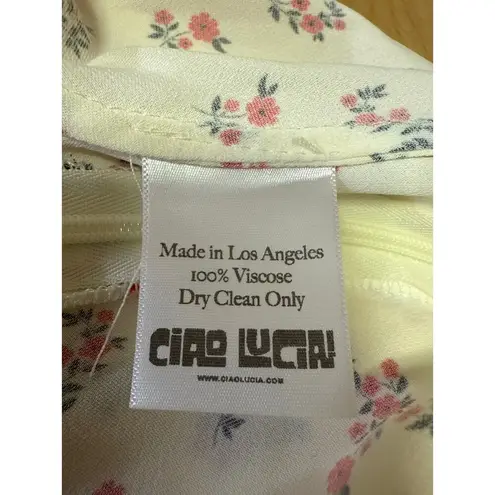 Made in Los Angeles
100% Viscose
Dry Clean Only
CIAO LUCIA!
WWW.CIAOLUCIA.COM